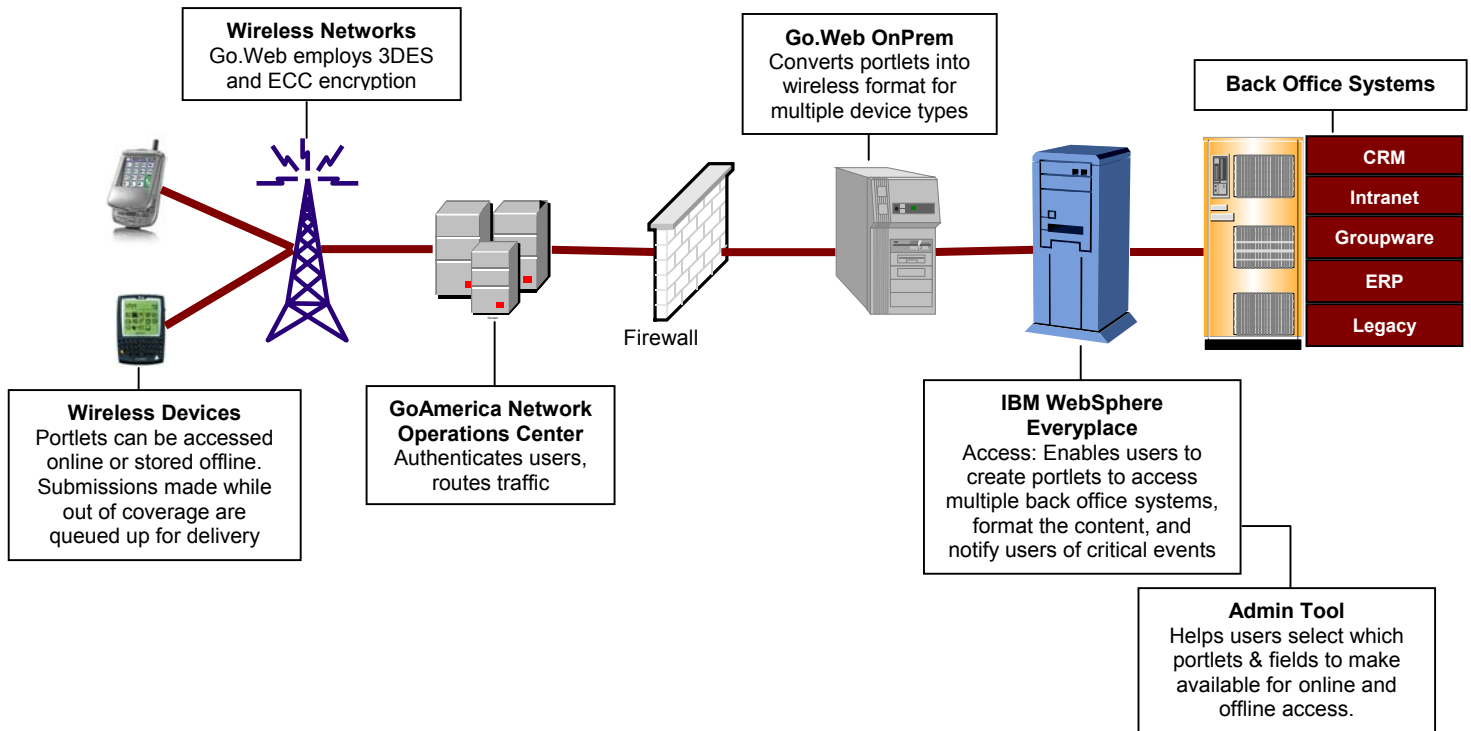 Wireless Networks
Go.Web employs 3DES
and ECC encryption
Go.Web OnPrem
Converts portlets into
wireless format for
multiple device types
Back Office Systems
CRM
Intranet
Groupware
ERP
Legacy
Firewall
Wireless Devices
Portlets can be accessed
online or stored offline.
Submissions made while
out of coverage are
queued up for delivery
GoAmerica Network
Operations Center
Authenticates users,
routes traffic
IBM WebSphere
Everyplace
Access: Enables users to
create portlets to access
multiple back office systems,
format the content, and
notify users of critical events
Admin Tool
Helps users select which
portlets & fields to make
available for online and
offline access.